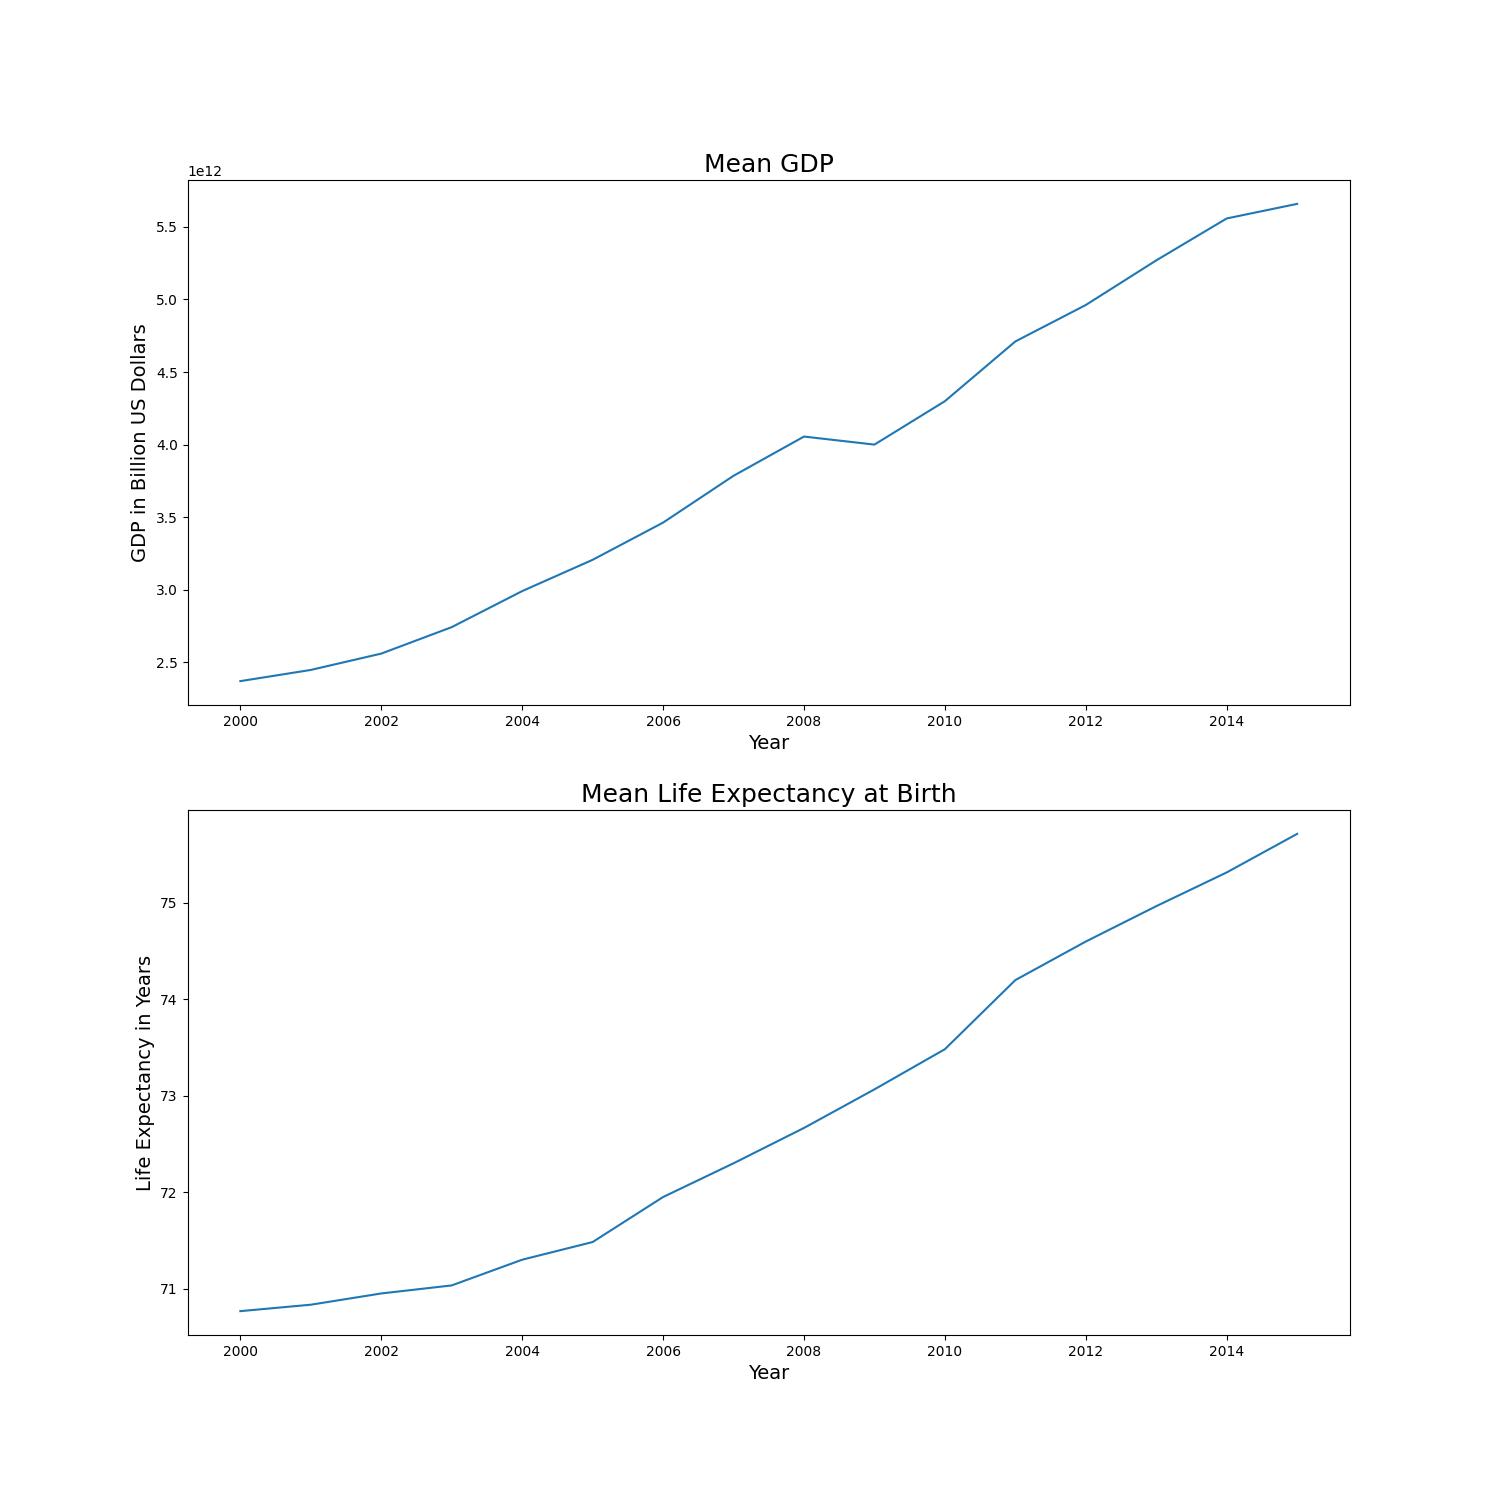 Mean GDP
1e12
5.5
5.0
4.5
4.0
3.5
3.0
2.5
GDP in Billion US Dollars
2000 2002 2004 2006 2008 2010 2012 2014
Year
Mean Life Expectancy at Birth
75
74
73
72
71
Life Expectancy in Years
2000 2002 2004 2006 2008 2010 2012 2014
Year